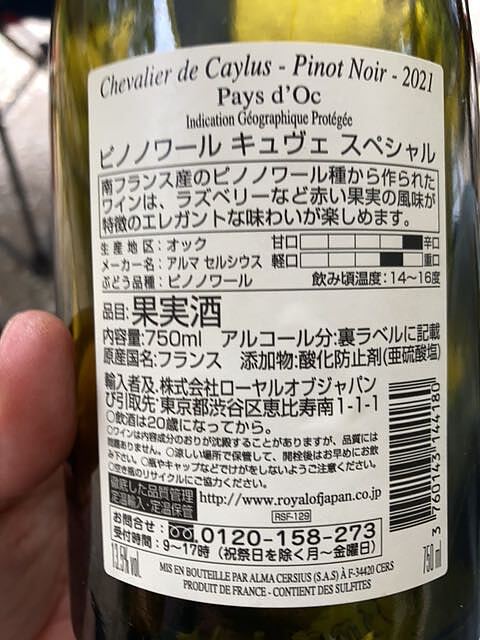 Chevalier de Caylus - Pinot Noir - 2021
Pays d'Oc
Indication Géographique Protégée
ピノノワール キュヴェ スペシャル
南フランス産のピノノワール種から作られた
ワインは、ラズベリーなど赤い果実の風味が
特徴のエレガントな味わいが楽しめます。
生産地区：オック 甘口 辛口
メーカー名：アルマ セルシウス 軽口 重口
ぶどう品種：ピノノワール 飲み頃温度：14～16度
品目:果実酒
内容量:750ml アルコール分:裏ラベルに記載
原産国名:フランス 添加物:酸化防止剤(亜硫酸塩)
輸入者及 株式会社ローヤルオブジャパン
び引取先:東京都渋谷区恵比寿南1-1-1
○飲酒は20歳になってから。
○ワインは内容成分のおりが沈殿することがありますが、品質には
問題ありません。○涼しい場所で保管して、開栓後はお早めにお飲
み下さい。○瓶やキャップなどでけがをしないようご注意ください。
○空き瓶のリサイクルにご協力ください。
徹底した品質管理
定温輸入・定温保管
http://www.royalofjapan.co.jp
RSF-129
お問合せ： 0120-158-273
受付時間：9～17時（祝祭日を除く月～金曜日）
13.5% vol.
MIS EN BOUTEILLE PAR ALMA CERSIUS (S.A.S) À F-34420 CERS
PRODUIT DE FRANCE - CONTIENT DES SULFITES
750 ml
3 760143 144180